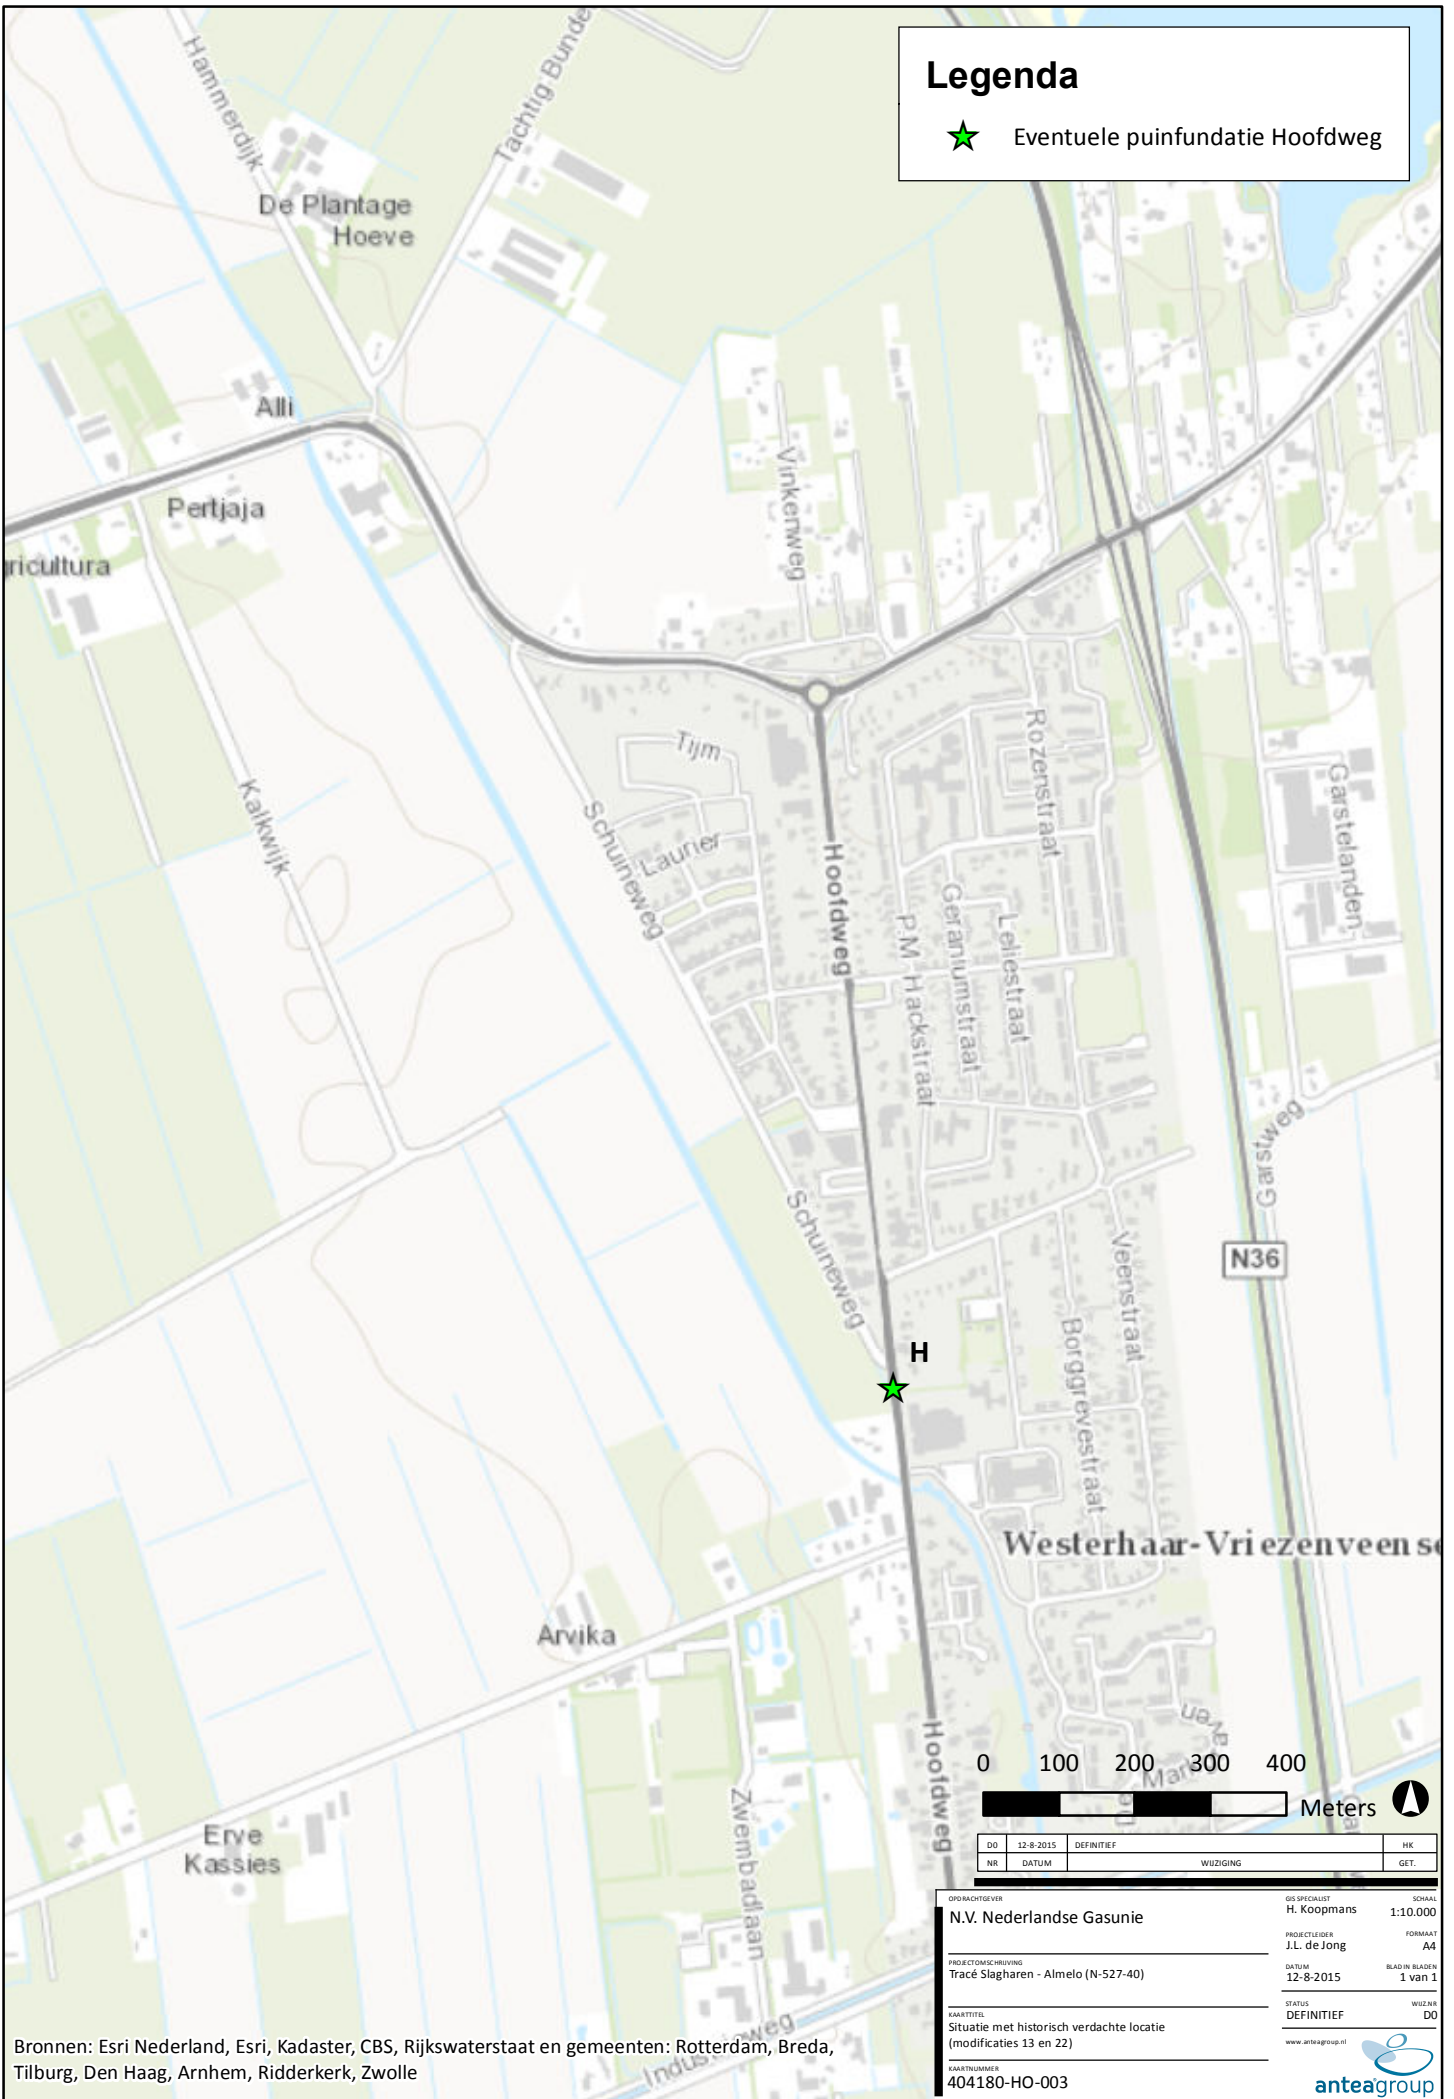 Legenda
Eventuele puinfundatie Hoofdweg
Hammerdijk
Tachtig Bunde
De Plantage
Hoeve
Alli
Pertjaja
ricultura
Vinkenweg
Kalkwijk
Tijm
Laurier
Schuineweg
Hoofdweg
Rozenstraat
Geraniumstraat
Leliestraat
P.M. Hackstraat
Garstelanden
Garstweg
Schuineweg
Veenstraat
N36
H
Borggrevestraat
Westerhaar-Vriezenveense
Arvika
Hoofdweg
Zwembadlaan
Erve
Kassies
aven
Mark
0 100 200 300 400
Meters
D0 12-8-2015 DEFINITIEF HK
NR DATUM WIJZIGING GET.
OPDRACHTGEVER
N.V. Nederlandse Gasunie
GIS SPECIALIST
H. Koopmans
SCHAAL
1:10.000
PROJECTLEIDER
J.L. de Jong
FORMAAT
A4
PROJECTOMSCHRIJVING
Tracé Slagharen - Almelo (N-527-40)
DATUM
12-8-2015
BLAD IN BLADEN
1 van 1
STATUS
DEFINITIEF
WIJZ.NR
D0
KAARTTITEL
Situatie met historisch verdachte locatie
(modificaties 13 en 22)
www.anteagroup.nl
KAARTNUMMER
404180-HO-003
anteagroup
Bronnen: Esri Nederland, Esri, Kadaster, CBS, Rijkswaterstaat en gemeenten: Rotterdam, Breda,
Tilburg, Den Haag, Arnhem, Ridderkerk, Zwolle